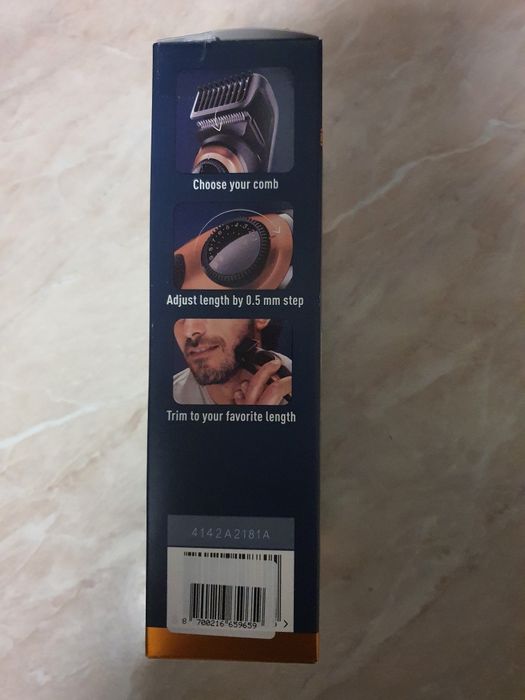 Choose your comb
Adjust length by 0.5 mm step
Trim to your favorite length
4142A2181A
8 700216 659659 >